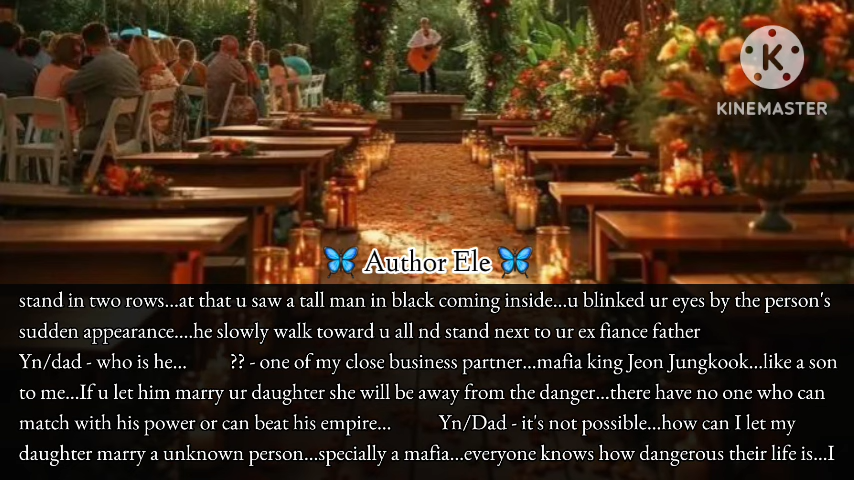 KINEMASTER
🦋 Author Ele 🦋
stand in two rows...at that u saw a tall man in black coming inside...u blinked ur eyes by the person's
sudden appearance....he slowly walk toward u all nd stand next to ur ex fiance father
Yn/dad - who is he... ?? - one of my close business partner...mafia king Jeon Jungkook...like a son
to me...If u let him marry ur daughter she will be away from the danger...there have no one who can
match with his power or can beat his empire... Yn/Dad - it's not possible...how can I let my
daughter marry a unknown person...specially a mafia...everyone knows how dangerous their life is...I